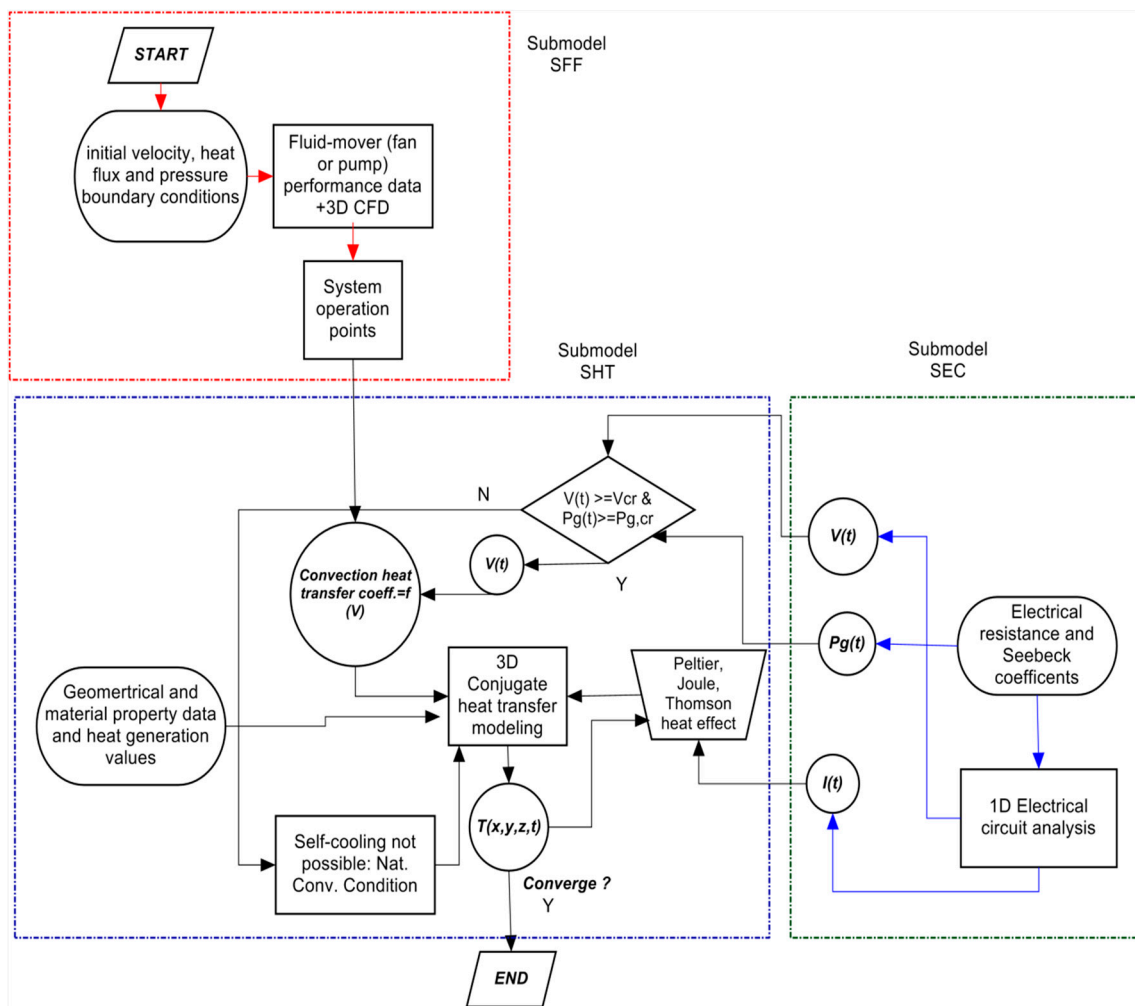 START
Submodel
SFF
initial velocity, heat
flux and pressure
boundary conditions
Fluid-mover (fan
or pump)
performance data
+3D CFD
System
operation
points
Submodel
SHT
Submodel
SEC
N
V(t) >=Vcr &
Pg(t)>=Pg,cr
V(t)
Y
Convection heat
transfer coeff.=f
(V)
V(t)
Pg(t)
Electrical
resistance and
Seebeck
coefficents
Geomertrical and
material property data
and heat generation
values
3D
Conjugate
heat transfer
modeling
Peltier,
Joule,
Thomson
heat effect
I(t)
1D Electrical
circuit analysis
T(x,y,z,t)
Self-cooling not
possible: Nat.
Conv. Condition
Converge ?
Y
END